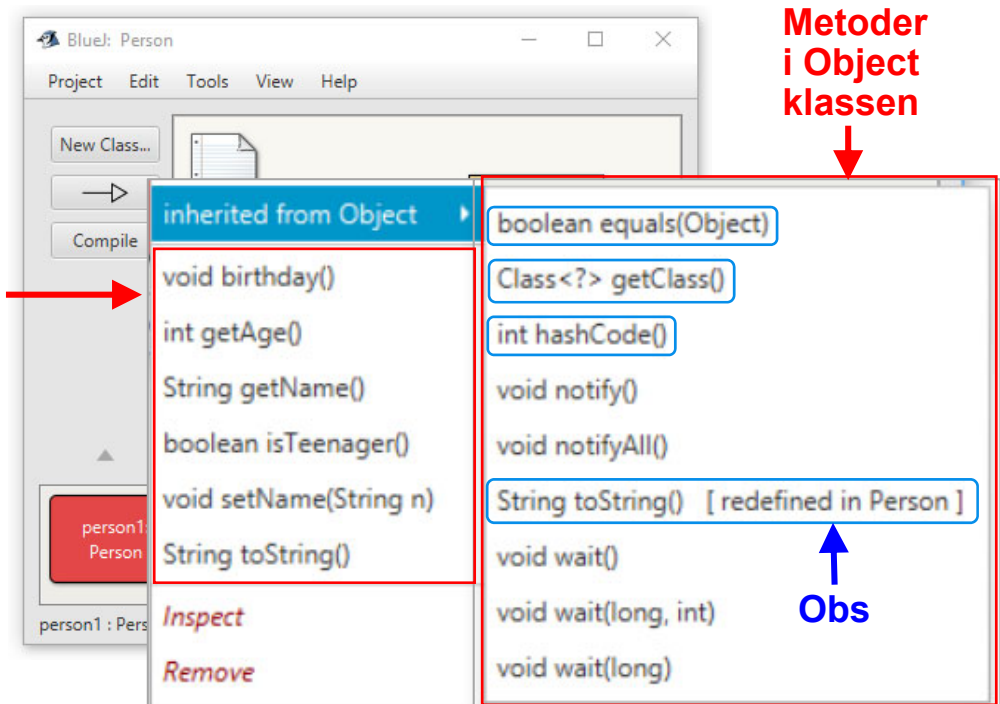 BlueJ: Person
Metoder
i Object
klassen
Project Edit Tools View Help
New Class...
Compile
inherited from Object
void birthday()
int getAge()
String getName()
boolean isTeenager()
void setName(String n)
String toString()
Inspect
Remove
boolean equals(Object)
Class<?> getClass()
int hashCode()
void notify()
void notifyAll()
String toString() [ redefined in Person ]
void wait()
void wait(long, int)
void wait(long)
Obs
person1:
Person
person1 : Pers